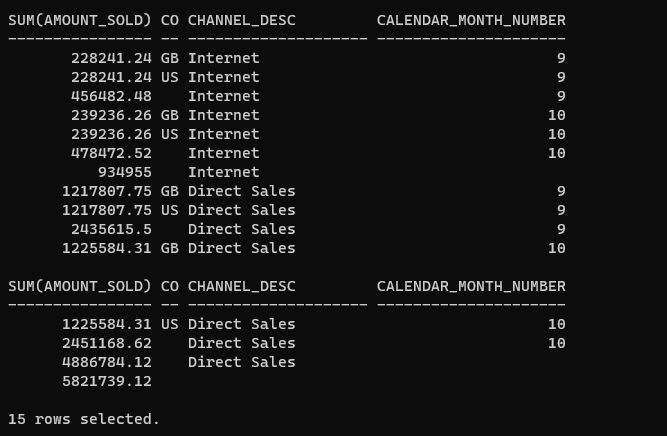 SUM(AMOUNT_SOLD) CO CHANNEL_DESC         CALENDAR_MONTH_NUMBER
---------------- -- -------------------- ---------------------
       228241.24 GB Internet                                 9
       228241.24 US Internet                                 9
       456482.48    Internet                                 9
       239236.26 GB Internet                                10
       239236.26 US Internet                                10
       478472.52    Internet                                10
          934955    Internet
      1217807.75 GB Direct Sales                             9
      1217807.75 US Direct Sales                             9
       2435615.5    Direct Sales                             9
      1225584.31 GB Direct Sales                            10

SUM(AMOUNT_SOLD) CO CHANNEL_DESC         CALENDAR_MONTH_NUMBER
---------------- -- -------------------- ---------------------
      1225584.31 US Direct Sales                            10
      2451168.62    Direct Sales                            10
      4886784.12    Direct Sales
      5821739.12

15 rows selected.